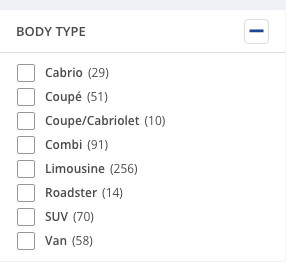 BODY TYPE
Cabrio (29)
Coupé (51)
Coupe/Cabriolet (10)
Combi (91)
Limousine (256)
Roadster (14)
SUV (70)
Van (58)